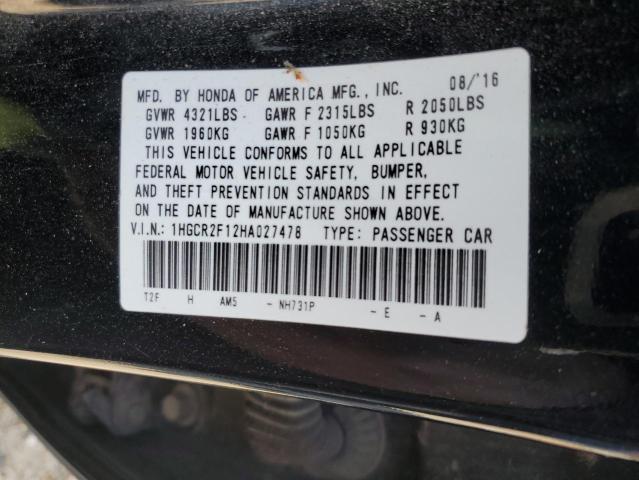 MFD. BY HONDA OF AMERICA MFG., INC. 08/'16
GVWR 4321LBS GAWR F 2315LBS R 2050LBS
GVWR 1960KG GAWR F 1050KG R 930KG
THIS VEHICLE CONFORMS TO ALL APPLICABLE
FEDERAL MOTOR VEHICLE SAFETY, BUMPER,
AND THEFT PREVENTION STANDARDS IN EFFECT
ON THE DATE OF MANUFACTURE SHOWN ABOVE.
V.I.N.: 1HGCR2F12HA027478 TYPE: PASSENGER CAR
T2F H AM5 - NH731P - E - A